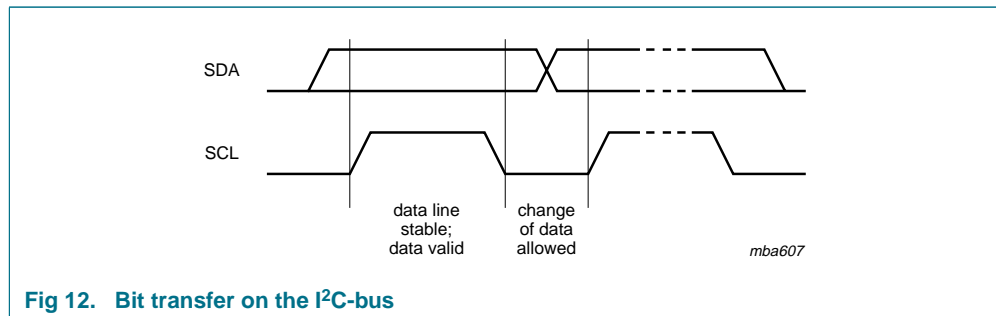 SDA
SCL
data line
stable;
data valid
change
of data
allowed
mba607
Fig 12. Bit transfer on the I²C-bus